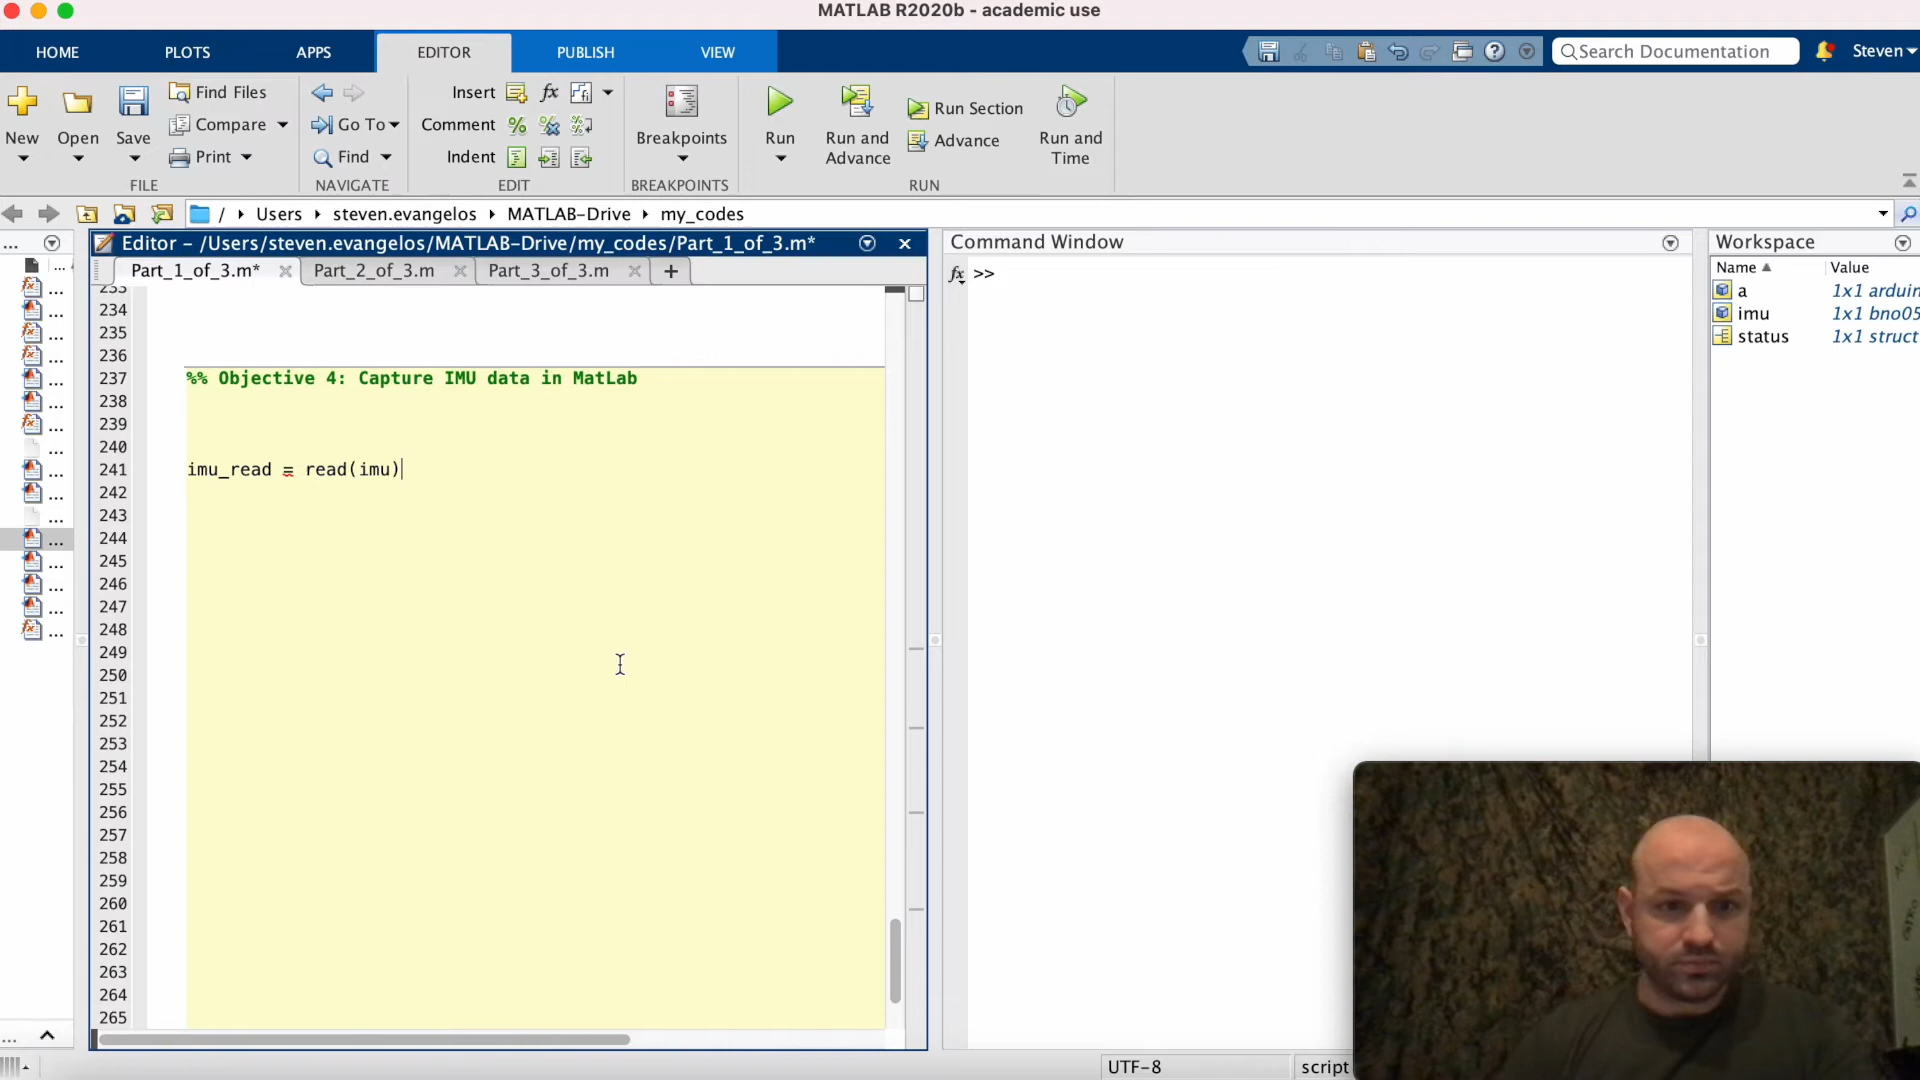 MATLAB R2020b - academic use
HOME PLOTS APPS EDITOR PUBLISH VIEW Search Documentation Steven
New Open Save Find Files Compare Print FILE
Go To Find NAVIGATE
Insert fx Comment Indent EDIT
Breakpoints BREAKPOINTS
Run Run and Advance Run Section Advance Run and Time RUN
/ Users steven.evangelos MATLAB-Drive my_codes
Editor - /Users/steven.evangelos/MATLAB-Drive/my_codes/Part_1_of_3.m*
Part_1_of_3.m* Part_2_of_3.m Part_3_of_3.m +
233
234
235
236
237 %% Objective 4: Capture IMU data in MatLab
238
239
240
241 imu_read = read(imu)
242
243
244
245
246
247
248
249
250
251
252
253
254
255
256
257
258
259
260
261
262
263
264
265
Command Window
fx >>
Workspace
Name Value
a 1x1 arduin
imu 1x1 bno05
status 1x1 struct
UTF-8 script